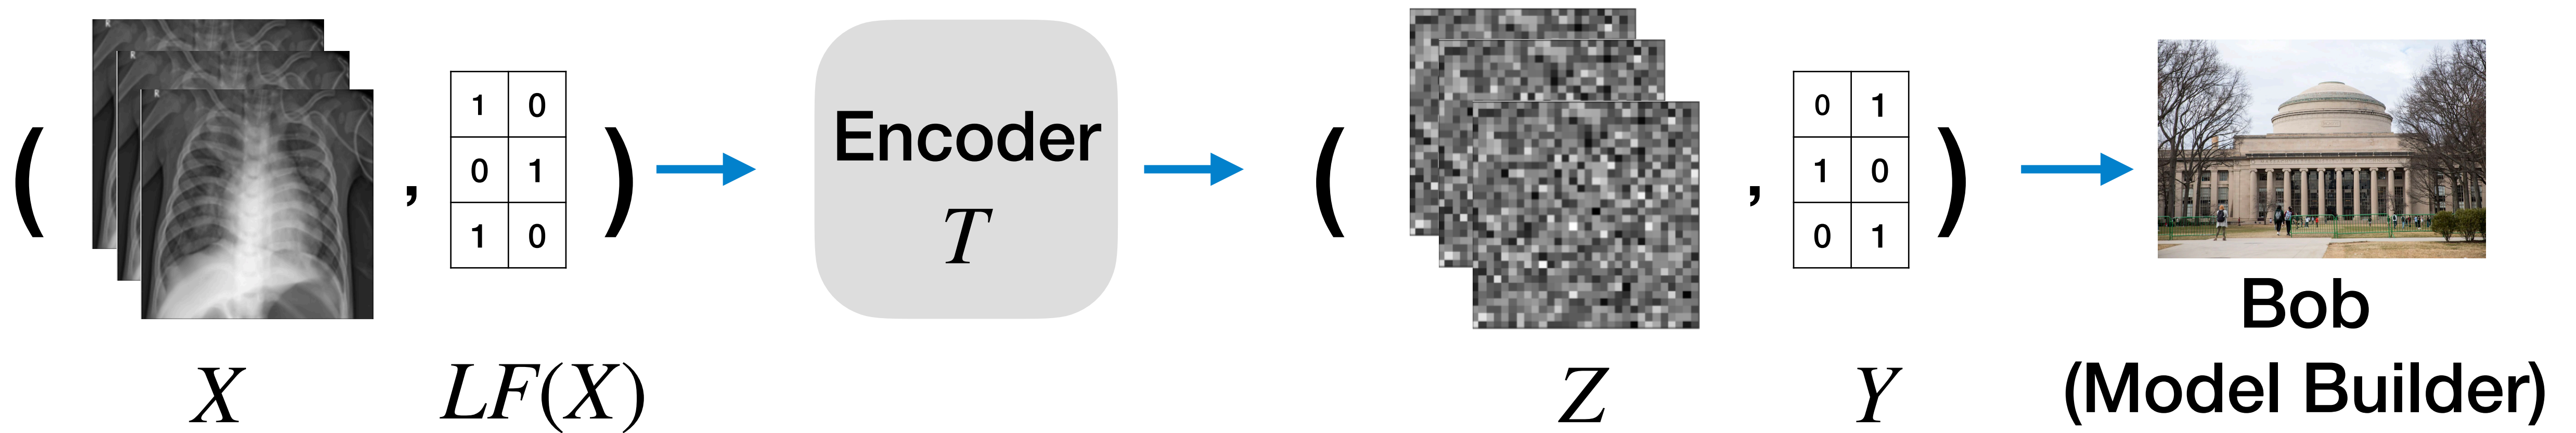 R
R
R
(
,
1 0
0 1
1 0
)
Encoder
T
(
,
0 1
1 0
0 1
)
X
LF(X)
Z
Y
Bob
(Model Builder)